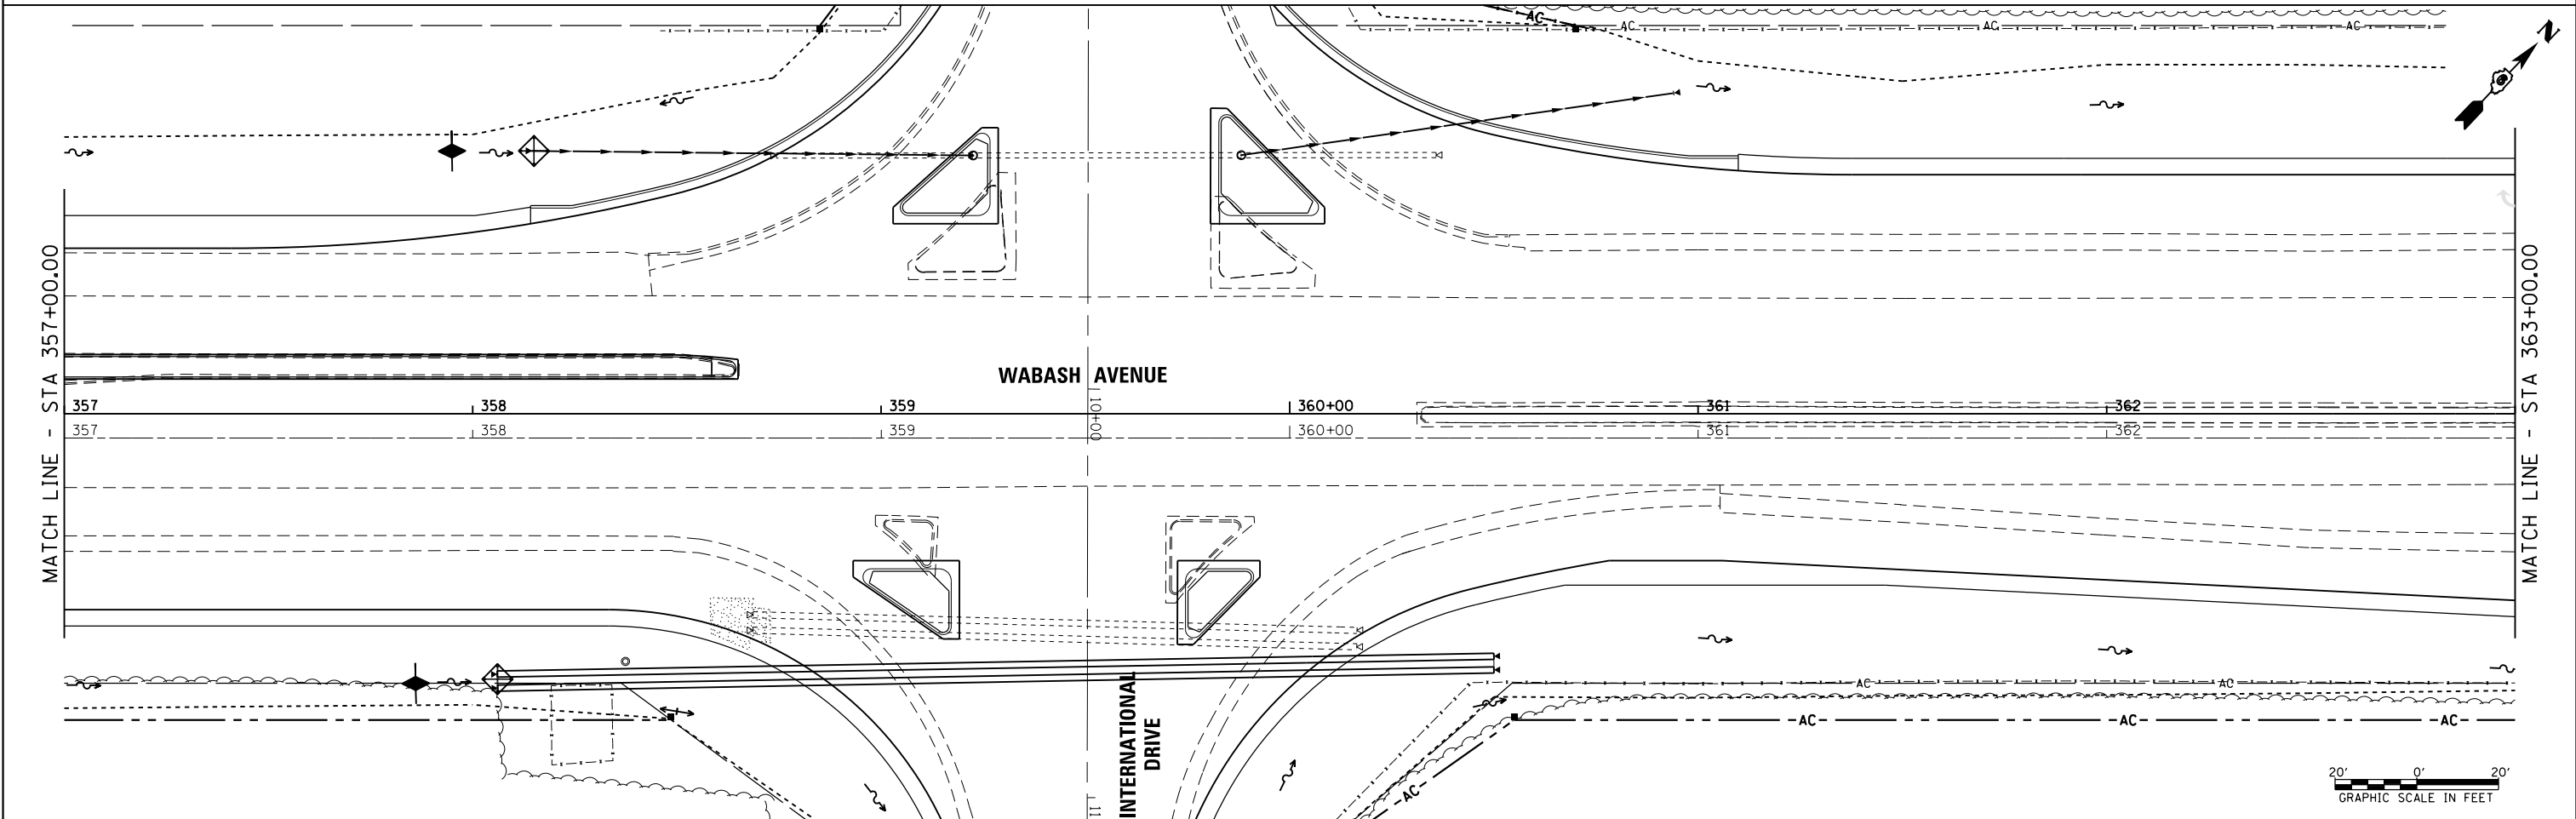 AC
AC
AC
AC
N
MATCH LINE - STA 357+00.00
WABASH AVENUE
357
358
359
360+00
361
362
10+00
357
358
359
360+00
361
362
MATCH LINE - STA 363+00.00
INTERNATIONAL
DRIVE
AC
AC
AC
AC
AC
AC
11
20' 0' 20'
GRAPHIC SCALE IN FEET